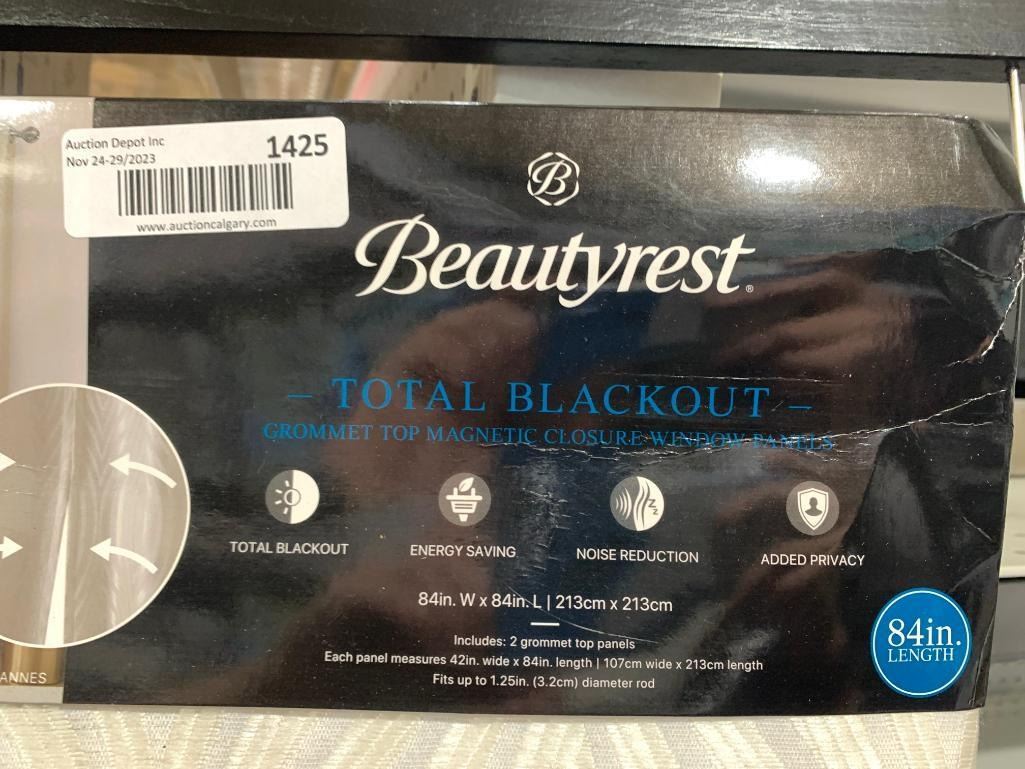 Auction Depot Inc
Nov 24-29/2023
1425
www.auctioncalgary.com
B
Beautyrest®
– TOTAL BLACKOUT –
GROMMET TOP MAGNETIC CLOSURE WINDOW PANELS
TOTAL BLACKOUT
ENERGY SAVING
NOISE REDUCTION
ADDED PRIVACY
84in. W x 84in. L | 213cm x 213cm
Includes: 2 grommet top panels
Each panel measures 42in. wide x 84in. length | 107cm wide x 213cm length
Fits up to 1.25in. (3.2cm) diameter rod
84in.
LENGTH
ANNES